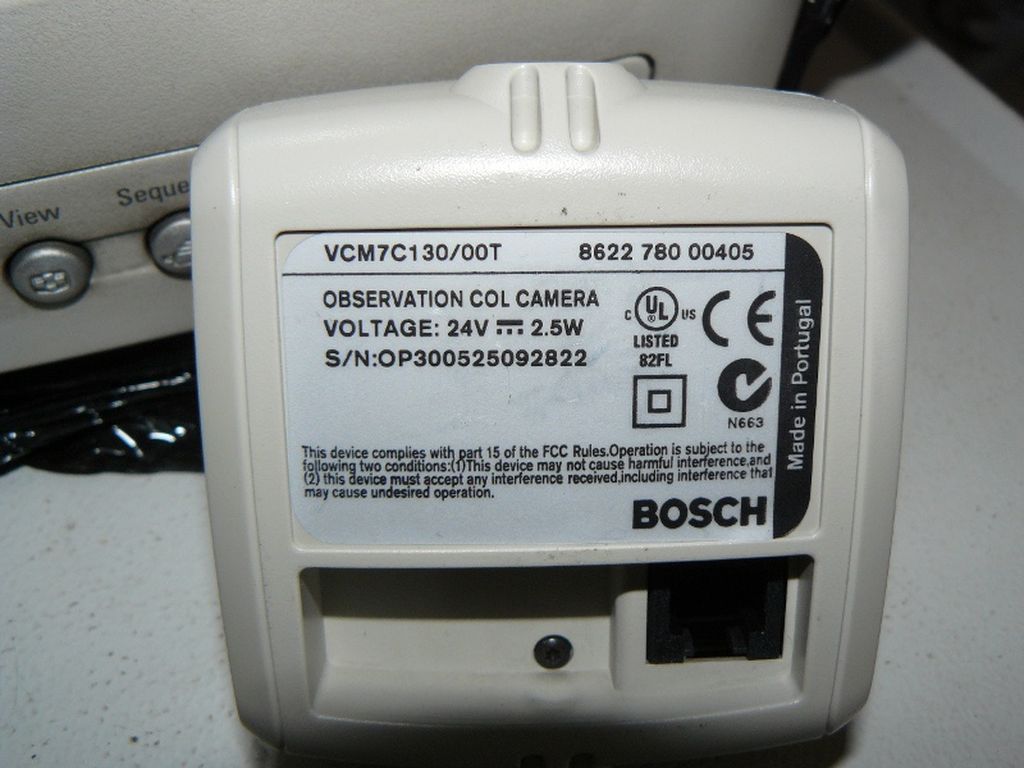 View
Seque
VCM7C130/00T 8622 780 00405
OBSERVATION COL CAMERA
VOLTAGE: 24V 2.5W
S/N:OP300525092822
C UL ® US
LISTED
82FL
CE
N663
Made in Portugal
This device complies with part 15 of the FCC Rules.Operation is subject to the
following two conditions:(1)This device may not cause harmful interference,and
(2) this device must accept any interference received,including interference that
may cause undesired operation.
BOSCH